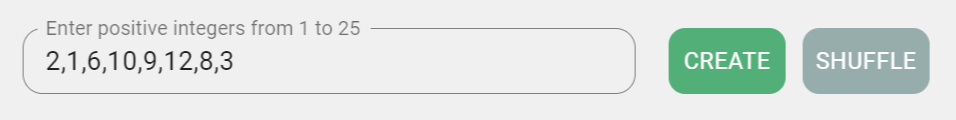 Enter positive integers from 1 to 25
2,1,6,10,9,12,8,3
CREATE
SHUFFLE